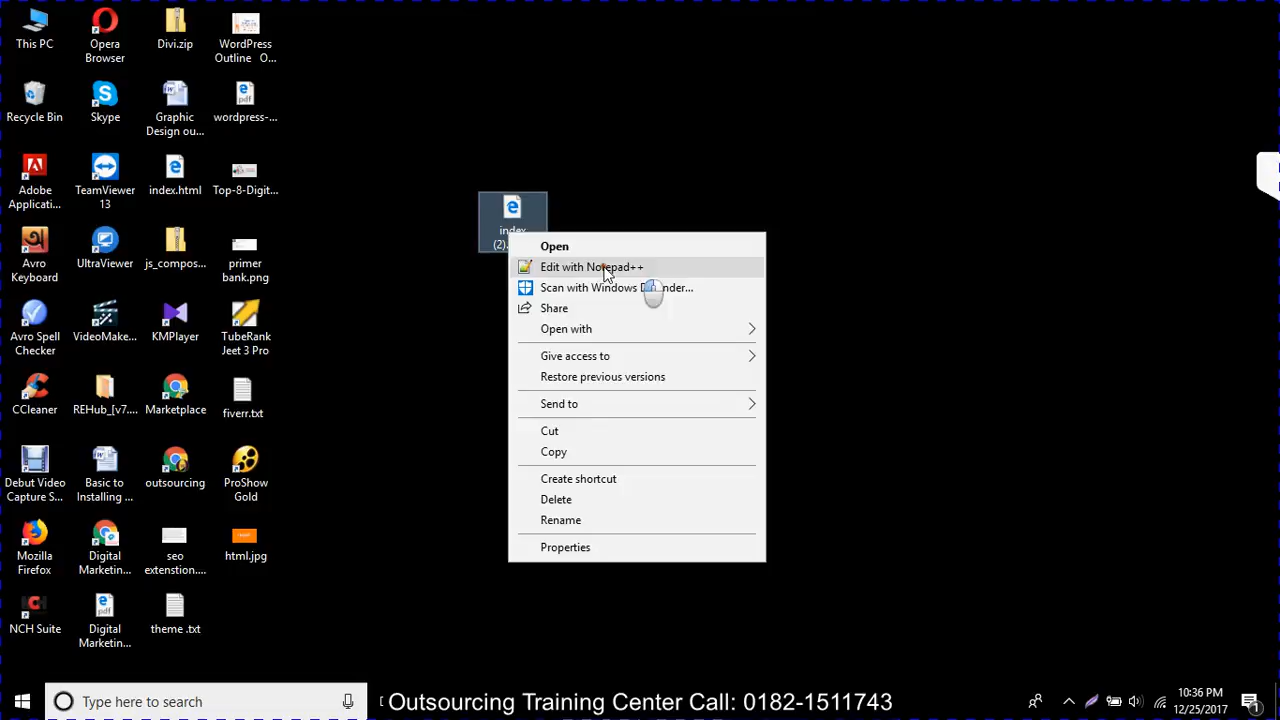 This PC
Opera
Browser
Divi.zip
WordPress
Outline O...
Recycle Bin
Skype
Graphic
Design ou...
wordpress-...
Adobe
Applicati...
TeamViewer
13
index.html
Top-8-Digit...
Avro
Keyboard
UltraViewer
js_compos...
primer
bank.png
Avro Spell
Checker
VideoMake...
KMPlayer
TubeRank
Jeet 3 Pro
CCleaner
REHub_[v7....
Marketplace
fiverr.txt
Debut Video
Capture S...
Basic to
Installing ...
outsourcing
ProShow
Gold
Mozilla
Firefox
Digital
Marketin...
seo
extenstion....
html.jpg
NCH Suite
Digital
Marketin...
theme .txt
index
(2)....
Open
Edit with Notepad++
Scan with Windows Defender...
Share
Open with
Give access to
Restore previous versions
Send to
Cut
Copy
Create shortcut
Delete
Rename
Properties
Type here to search
Outsourcing Training Center Call: 0182-1511743
10:36 PM
12/25/2017